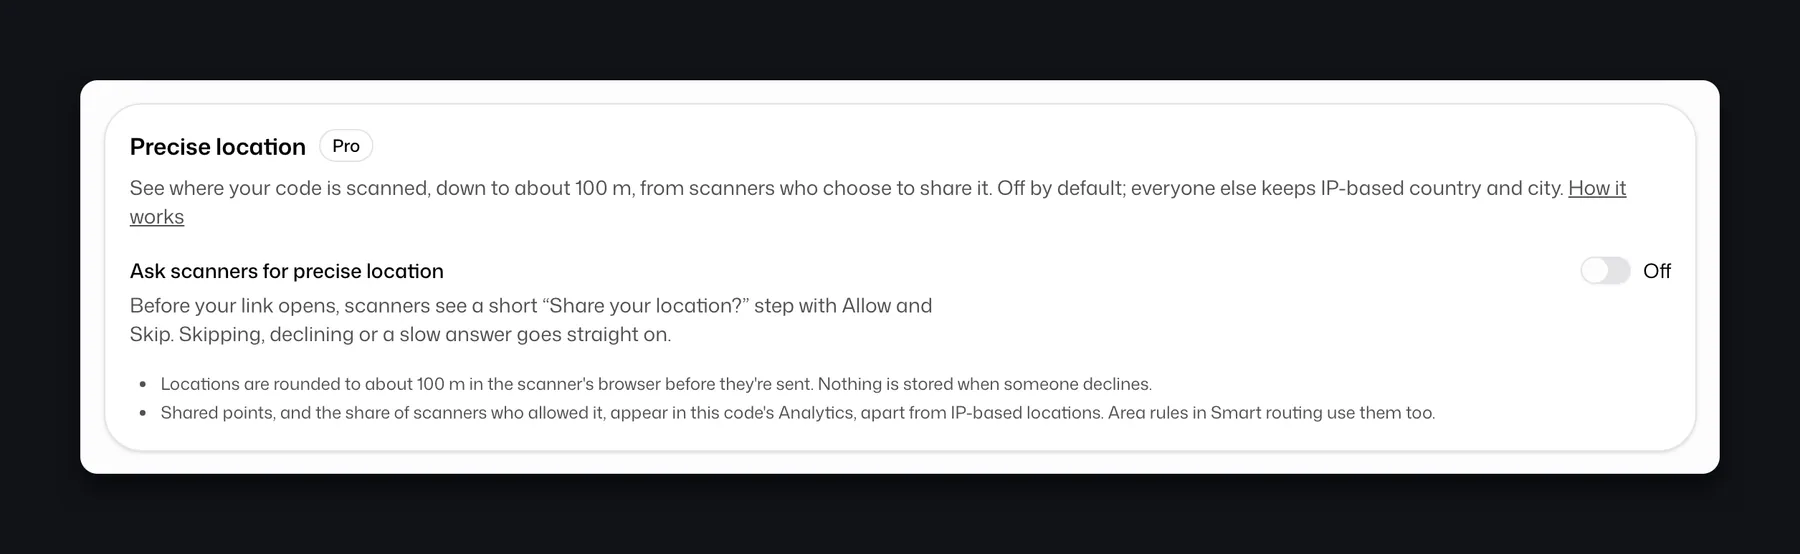 Precise location Pro
See where your code is scanned, down to about 100 m, from scanners who choose to share it. Off by default; everyone else keeps IP-based country and city. How it
works
Ask scanners for precise location Off
Before your link opens, scanners see a short “Share your location?” step with Allow and
Skip. Skipping, declining or a slow answer goes straight on.
• Locations are rounded to about 100 m in the scanner's browser before they're sent. Nothing is stored when someone declines.
• Shared points, and the share of scanners who allowed it, appear in this code's Analytics, apart from IP-based locations. Area rules in Smart routing use them too.